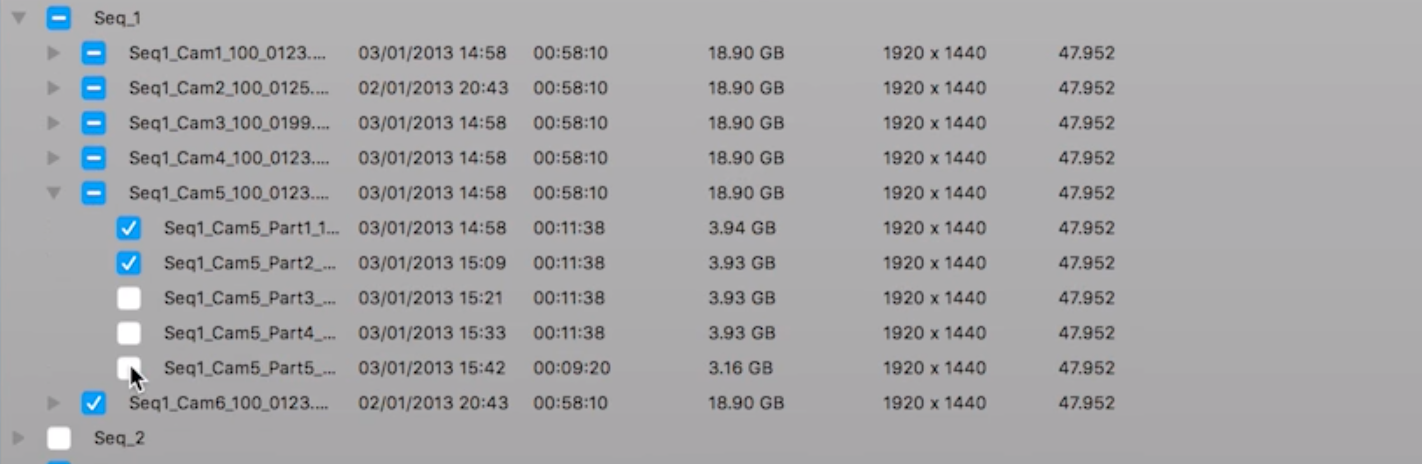 Seq_1
Seq1_Cam1_100_0123.... 03/01/2013 14:58 00:58:10 18.90 GB 1920 x 1440 47.952
Seq1_Cam2_100_0125.... 02/01/2013 20:43 00:58:10 18.90 GB 1920 x 1440 47.952
Seq1_Cam3_100_0199.... 03/01/2013 14:58 00:58:10 18.90 GB 1920 x 1440 47.952
Seq1_Cam4_100_0123.... 03/01/2013 14:58 00:58:10 18.90 GB 1920 x 1440 47.952
Seq1_Cam5_100_0123.... 03/01/2013 14:58 00:58:10 18.90 GB 1920 x 1440 47.952
Seq1_Cam5_Part1_1... 03/01/2013 14:58 00:11:38 3.94 GB 1920 x 1440 47.952
Seq1_Cam5_Part2_... 03/01/2013 15:09 00:11:38 3.93 GB 1920 x 1440 47.952
Seq1_Cam5_Part3_... 03/01/2013 15:21 00:11:38 3.93 GB 1920 x 1440 47.952
Seq1_Cam5_Part4_... 03/01/2013 15:33 00:11:38 3.93 GB 1920 x 1440 47.952
Seq1_Cam5_Part5_... 03/01/2013 15:42 00:09:20 3.16 GB 1920 x 1440 47.952
Seq1_Cam6_100_0123.... 02/01/2013 20:43 00:58:10 18.90 GB 1920 x 1440 47.952
Seq_2